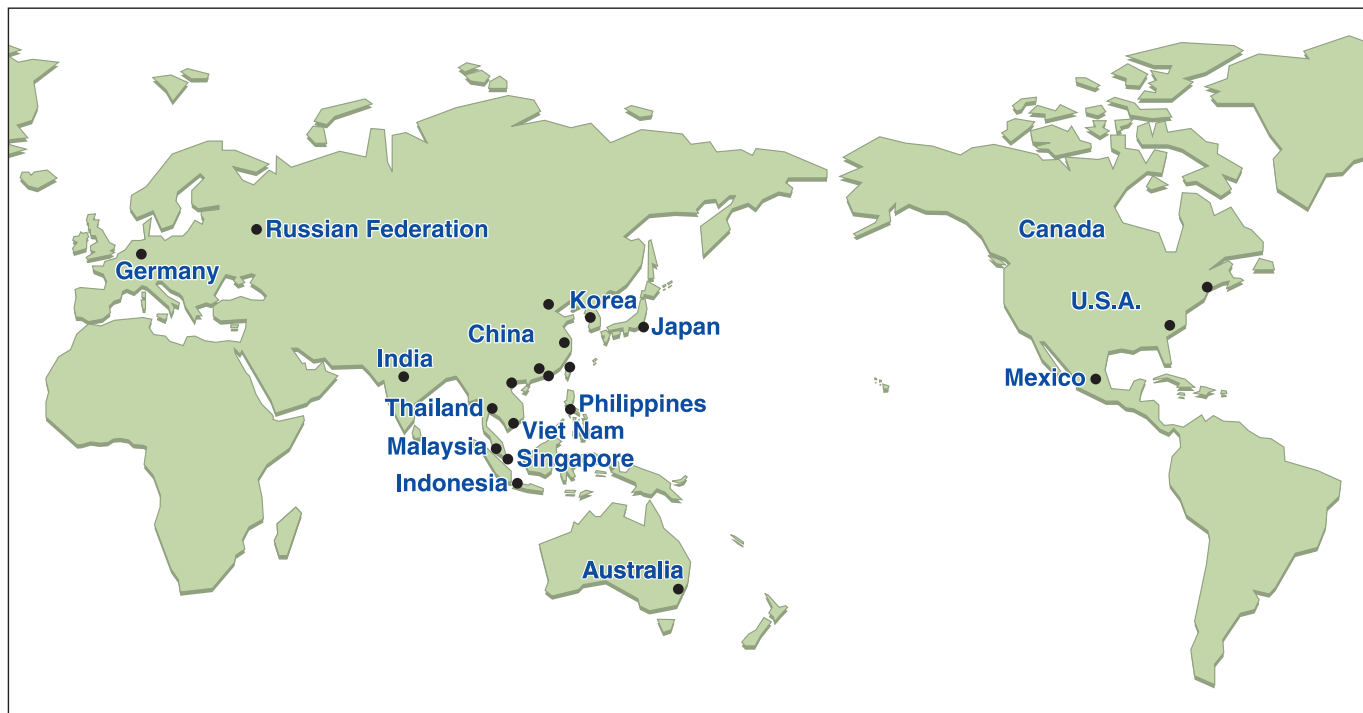 Russian Federation
Canada
Germany
Korea
U.S.A.
China
Japan
India
Mexico
Thailand
Philippines
Viet Nam
Malaysia
Singapore
Indonesia
Australia